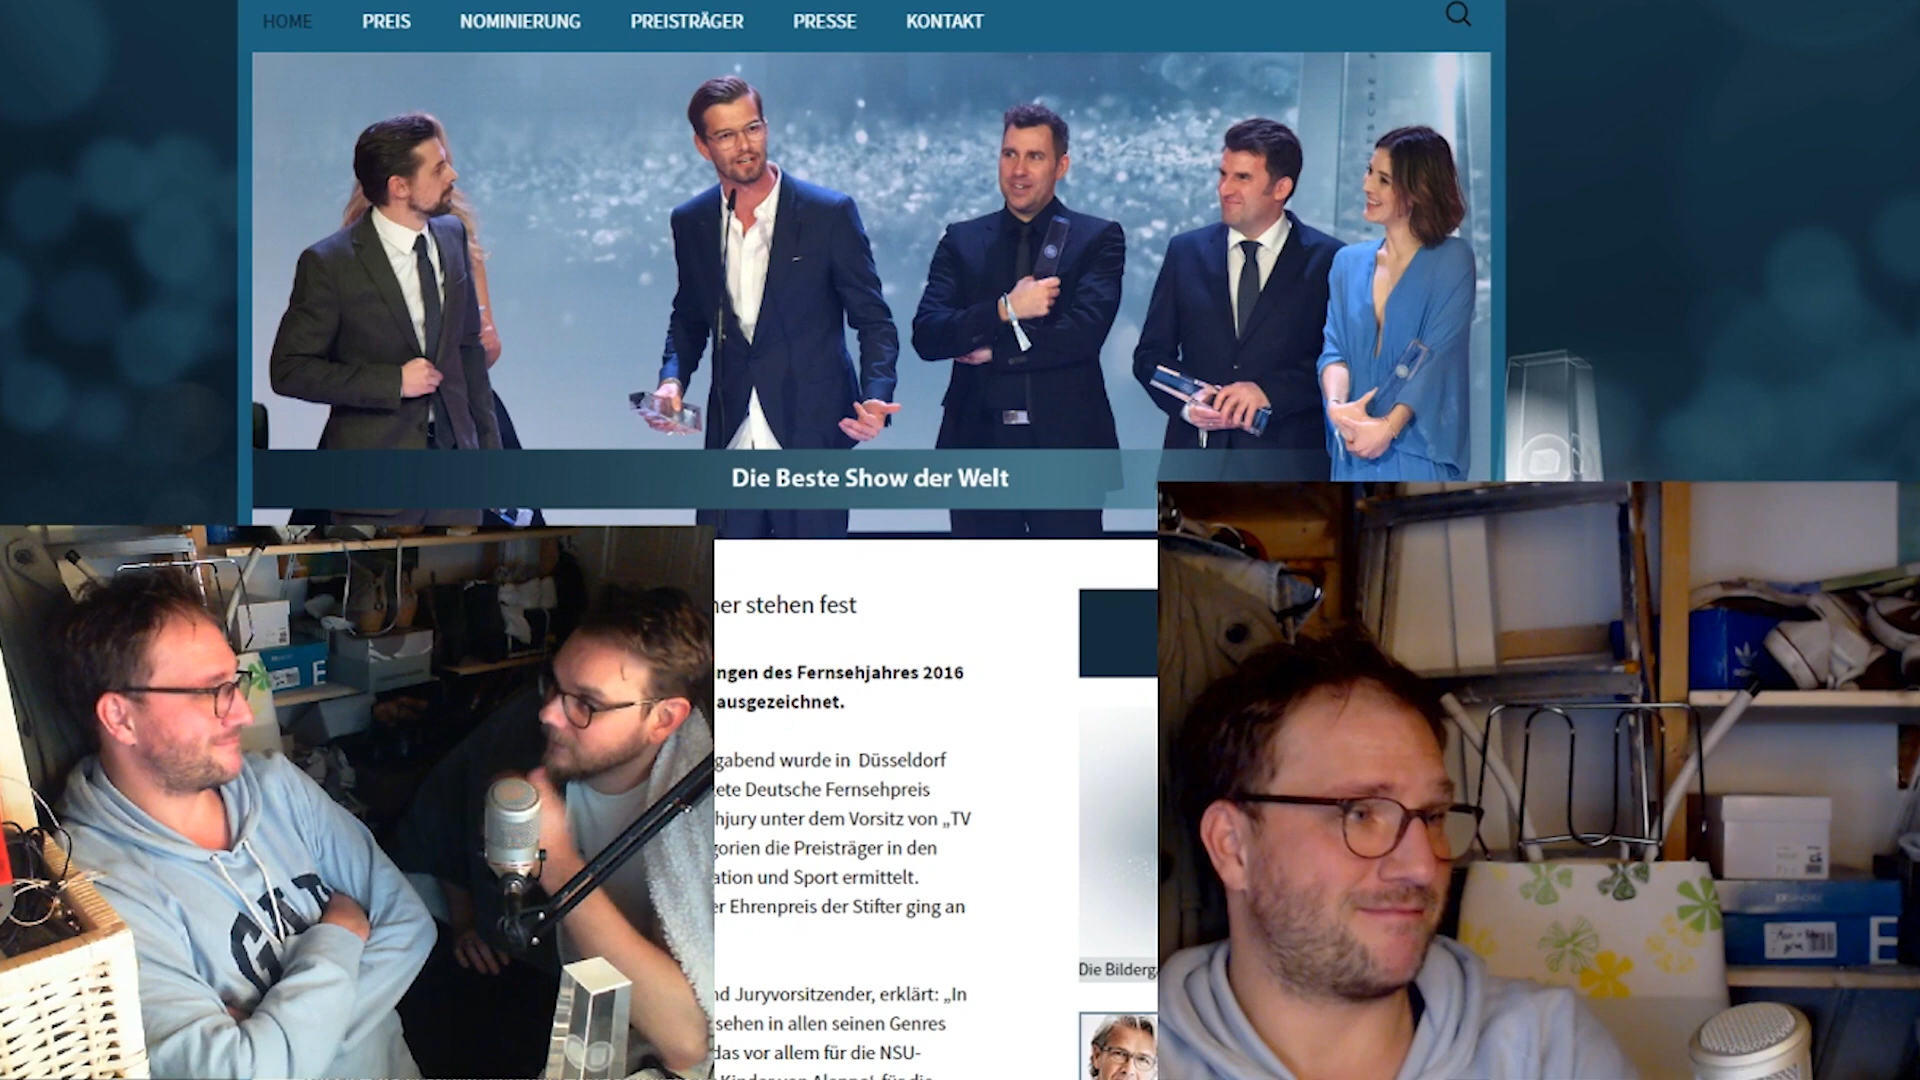 HOME PREIS NOMINIERUNG PREISTRÄGER PRESSE KONTAKT
Die Beste Show der Welt
ner stehen fest
ngen des Fernsehjahres 2016
ausgezeichnet.
gabend wurde in Düsseldorf
ete Deutsche Fernsehpreis
hjury unter dem Vorsitz von „TV
gorien die Preisträger in den
ation und Sport ermittelt.
er Ehrenpreis der Stifter ging an
Die Bilderg
nd Juryvorsitzender, erklärt: „In
sehen in allen seinen Genres
das vor allem für die NSU-
GAP
E
E